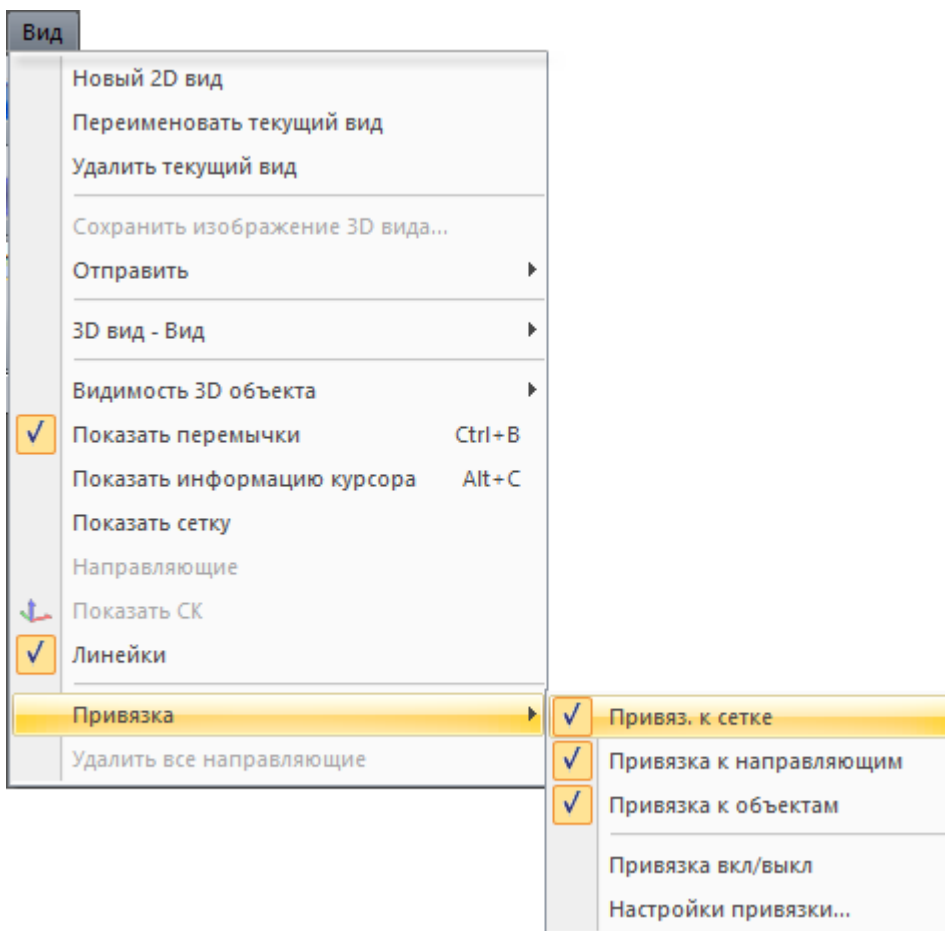 Вид
Новый 2D вид
Переименовать текущий вид
Удалить текущий вид
Сохранить изображение 3D вида...
Отправить
3D вид - Вид
Видимость 3D объекта
Показать перемычки Ctrl+B
Показать информацию курсора Alt+C
Показать сетку
Направляющие
Показать СК
Линейки
Привязка
Удалить все направляющие
Привяз. к сетке
Привязка к направляющим
Привязка к объектам
Привязка вкл/выкл
Настройки привязки...